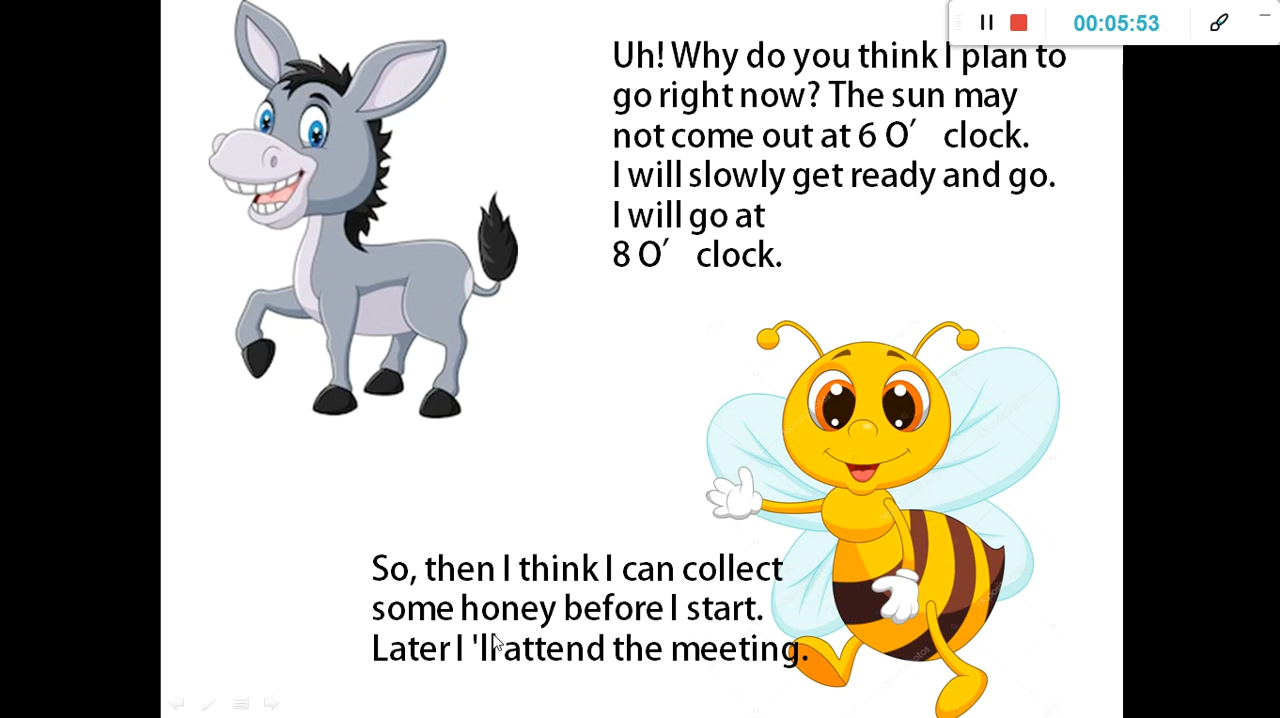 00:05:53
Uh! Why do you think I plan to
go right now? The sun may
not come out at 6 O′ clock.
I will slowly get ready and go.
I will go at
8 O′ clock.
So, then I think I can collect
some honey before I start.
Later I 'll attend the meeting.